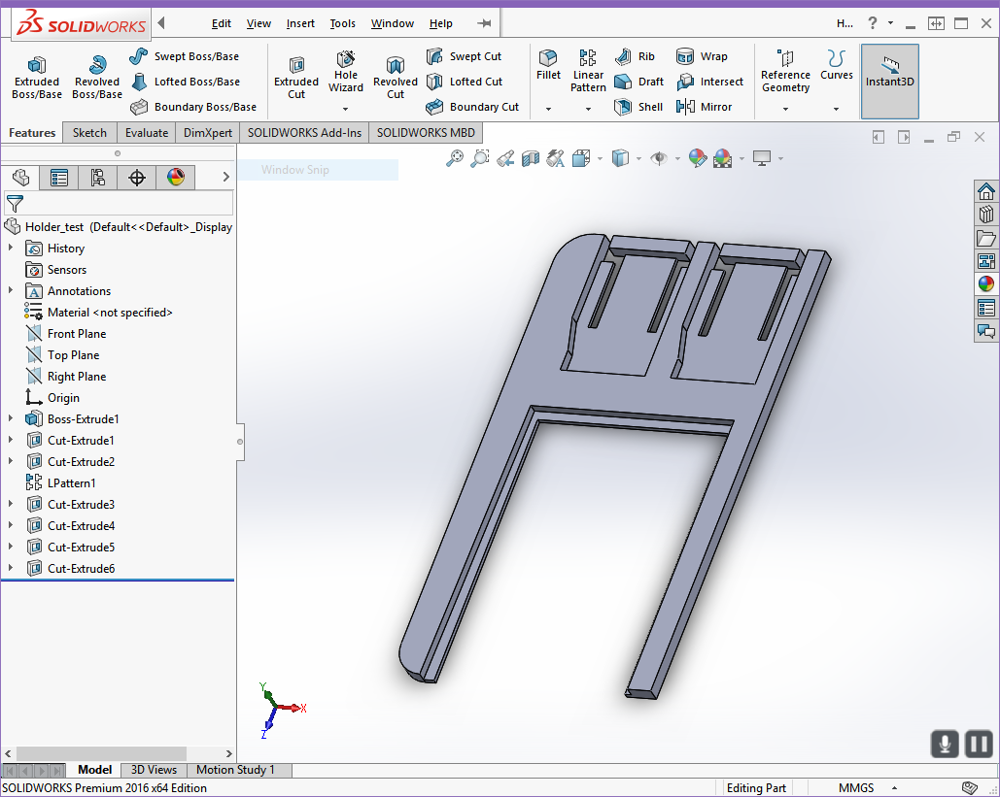 SOLIDWORKS Edit View Insert Tools Window Help H... ?
Extruded Boss/Base
Revolved Boss/Base
Swept Boss/Base
Lofted Boss/Base
Boundary Boss/Base
Extruded Cut
Hole Wizard
Revolved Cut
Swept Cut
Lofted Cut
Boundary Cut
Fillet
Linear Pattern
Rib
Draft
Shell
Wrap
Intersect
Mirror
Reference Geometry
Curves
Instant3D
Features Sketch Evaluate DimXpert SOLIDWORKS Add-Ins SOLIDWORKS MBD
Window Snip
Holder_test (Default<<Default>_Display
History
Sensors
A Annotations
Material <not specified>
Front Plane
Top Plane
Right Plane
Origin
Boss-Extrude1
Cut-Extrude1
Cut-Extrude2
LPattern1
Cut-Extrude3
Cut-Extrude4
Cut-Extrude5
Cut-Extrude6
Y
X
Z
Model 3D Views Motion Study 1
SOLIDWORKS Premium 2016 x64 Edition Editing Part MMGS